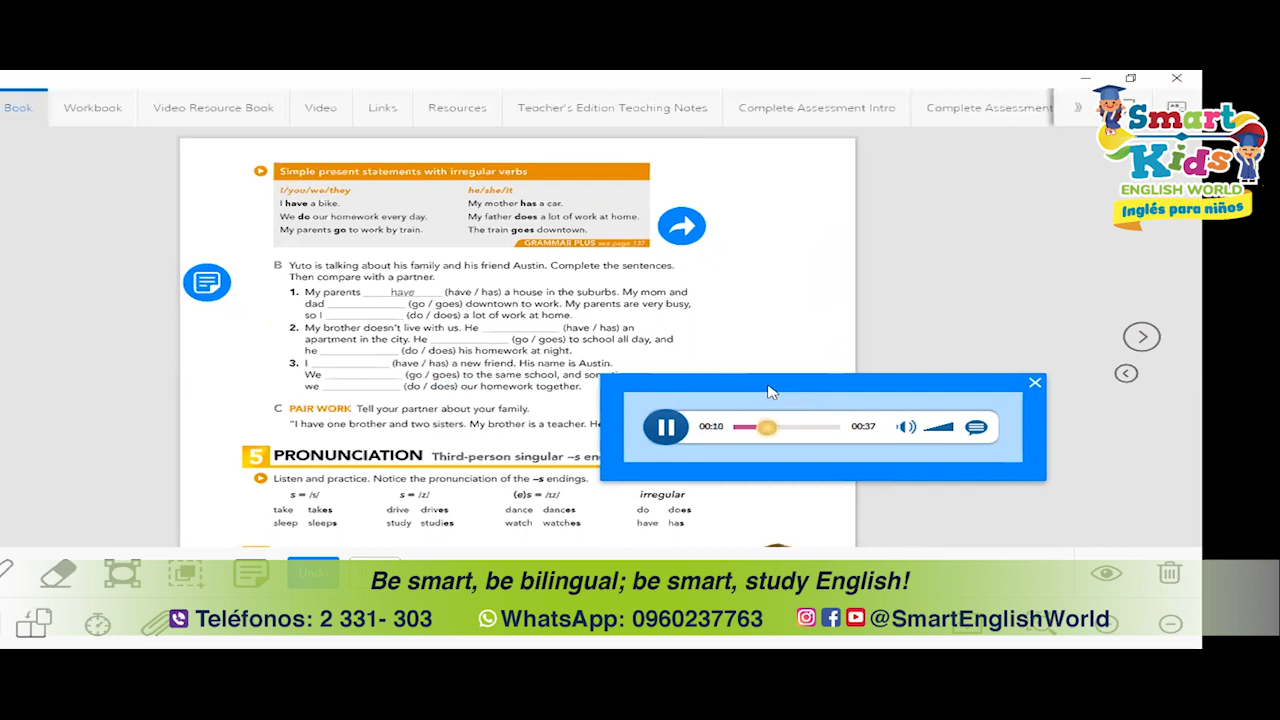 Book Workbook Video Resource Book Video Links Resources Teacher's Edition Teaching Notes Complete Assessment Intro Complete Assessment
Smart
Kids
ENGLISH WORLD
Inglés para niños
Simple present statements with irregular verbs
I/you/we/they he/she/it
I have a bike. My mother has a car.
We do our homework every day. My father does a lot of work at home.
My parents go to work by train. The train goes downtown.
GRAMMAR PLUS see page 137
B Yuto is talking about his family and his friend Austin. Complete the sentences.
Then compare with a partner.
1. My parents have (have / has) a house in the suburbs. My mom and
dad ____________ (go / goes) downtown to work. My parents are very busy,
so I ____________ (do / does) a lot of work at home.
2. My brother doesn't live with us. He ____________ (have / has) an
apartment in the city. He ____________ (go / goes) to school all day, and
he ____________ (do / does) his homework at night.
3. I ____________ (have / has) a new friend. His name is Austin.
We ____________ (go / goes) to the same school, and
we ____________ (do / does) our homework together.
C PAIR WORK Tell your partner about your family.
"I have one brother and two sisters. My brother is a teacher.
00:10 00:37
5 PRONUNCIATION Third-person singular –s
Listen and practice. Notice the pronunciation of the –s endings.
s = /s/ s = /z/ (e)s = /ɪz/ irregular
take takes drive drives dance dances do does
sleep sleeps study studies watch watches have has
Undo
Be smart, be bilingual; be smart, study English!
Teléfonos: 2 331- 303 WhatsApp: 0960237763 @SmartEnglishWorld